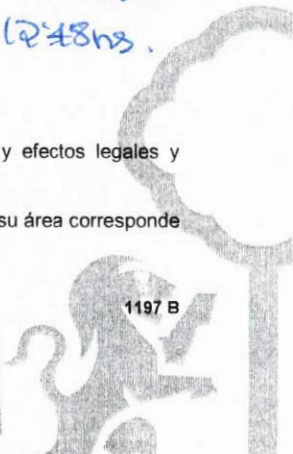 12:48hs.
y efectos legales y
su área corresponde
1197 B